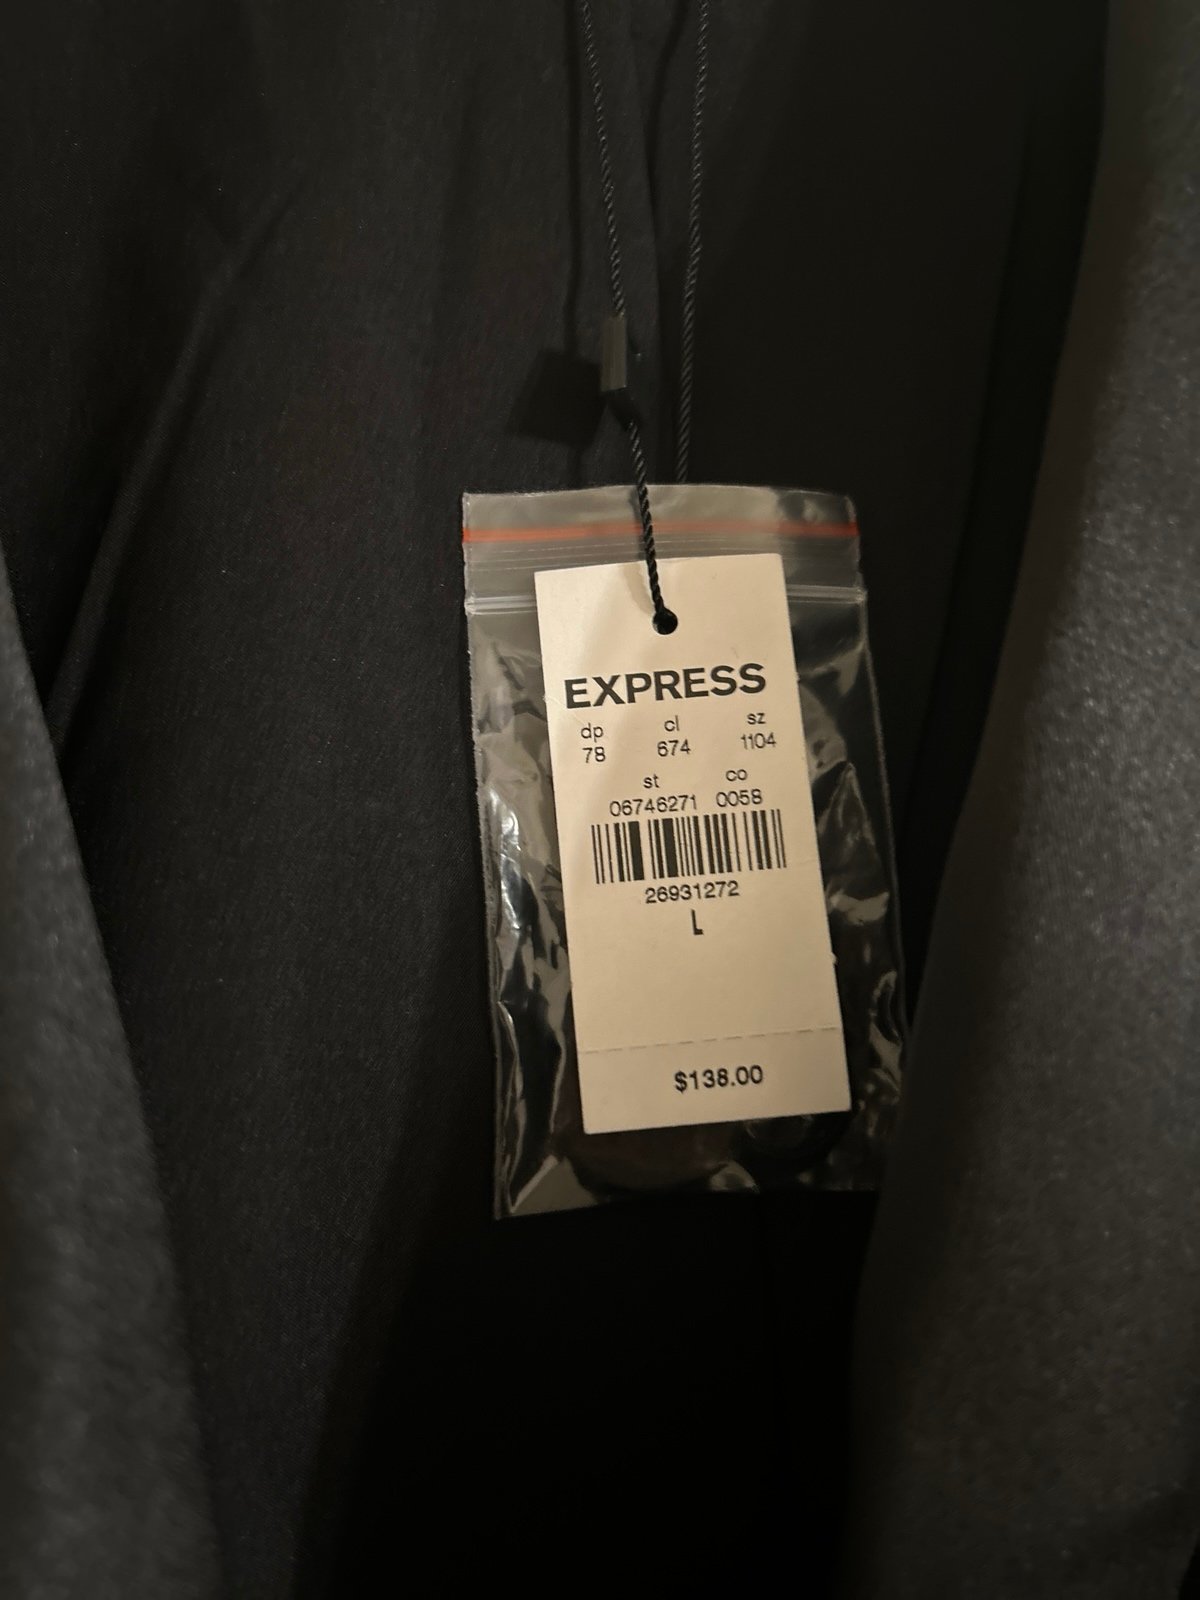 EXPRESS
dp cl sz
78 674 1104
st co
06746271 0058
26931272
L
$138.00